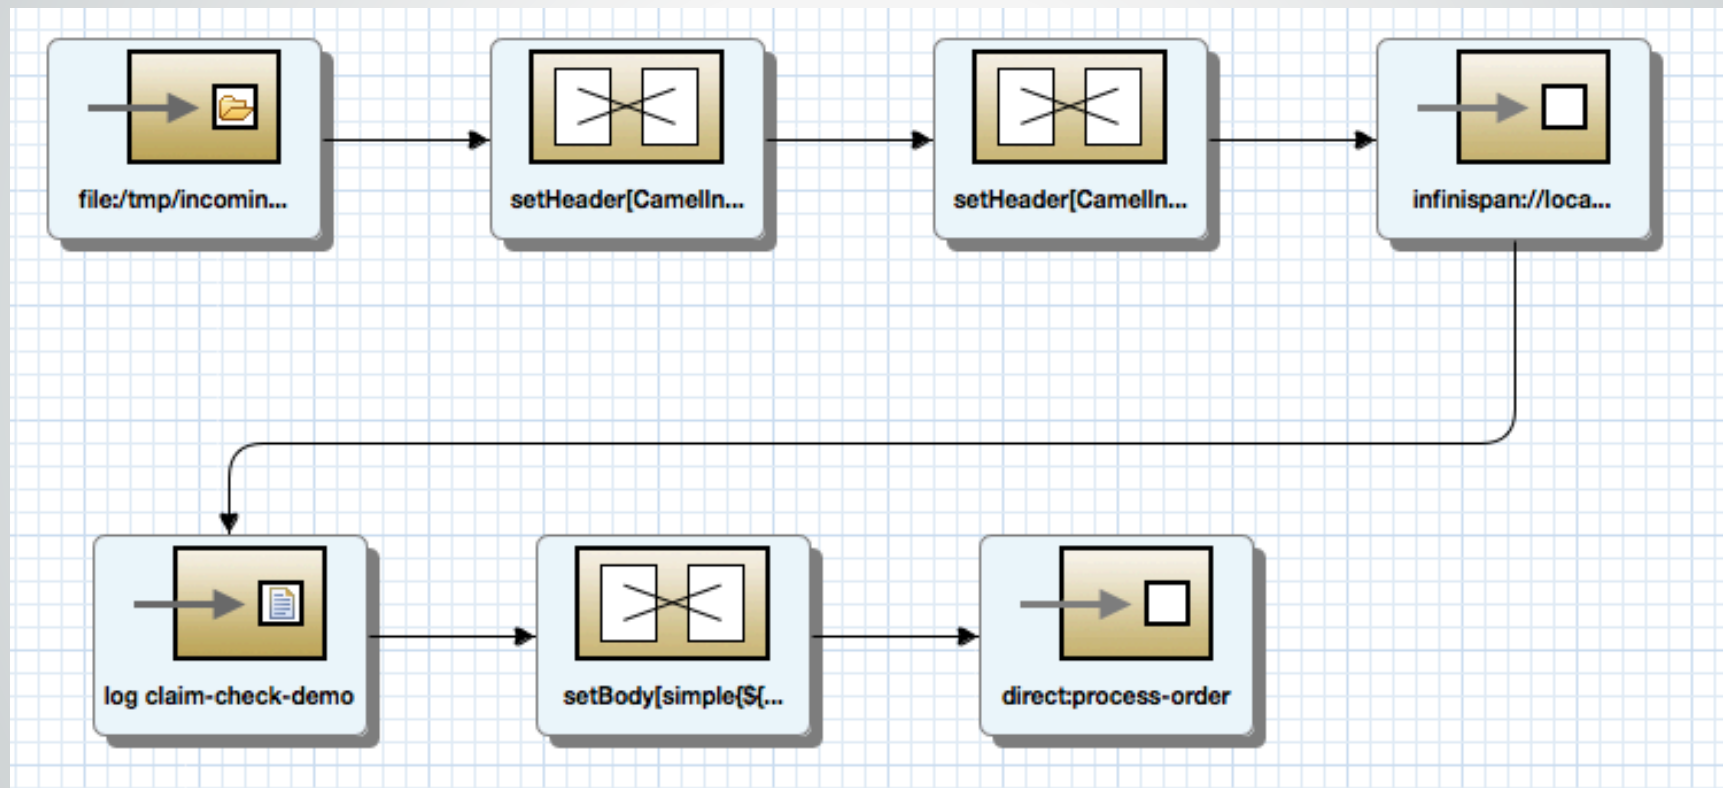 file:/tmp/incomin...
setHeader[CamelIn...
setHeader[CamelIn...
infinispan://loca...
log claim-check-demo
setBody[simple{${...
direct:process-order